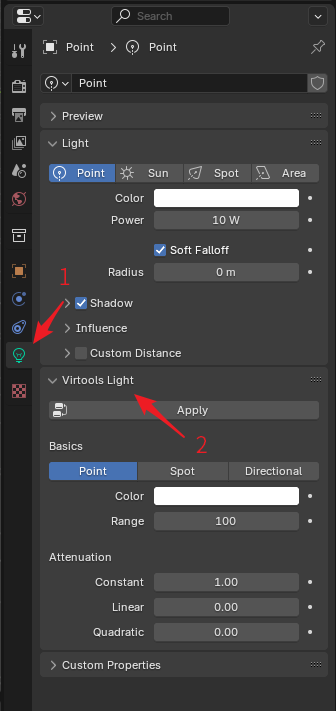 Search
Point Point
Point
Preview
Light
Point Sun Spot Area
Color
Power 10 W
Soft Falloff
Radius 0 m
1
Shadow
Influence
Custom Distance
Virtools Light
Apply
2
Basics
Point Spot Directional
Color
Range 100
Attenuation
Constant 1.00
Linear 0.00
Quadratic 0.00
Custom Properties